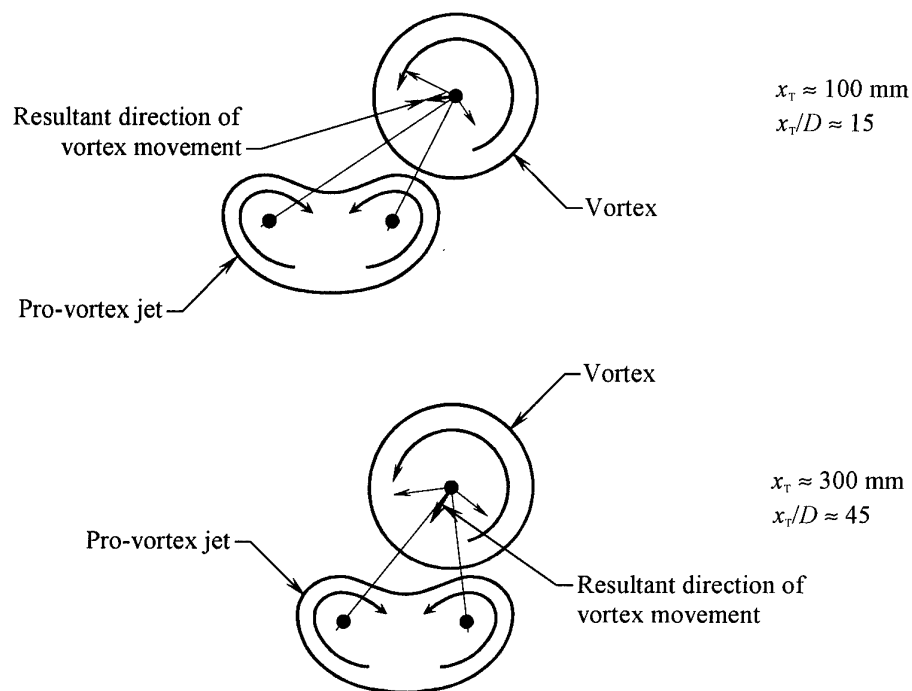 Resultant direction of
vortex movement
x_T ≈ 100 mm
x_T/D ≈ 15
Vortex
Pro-vortex jet
Vortex
x_T ≈ 300 mm
x_T/D ≈ 45
Pro-vortex jet
Resultant direction of
vortex movement